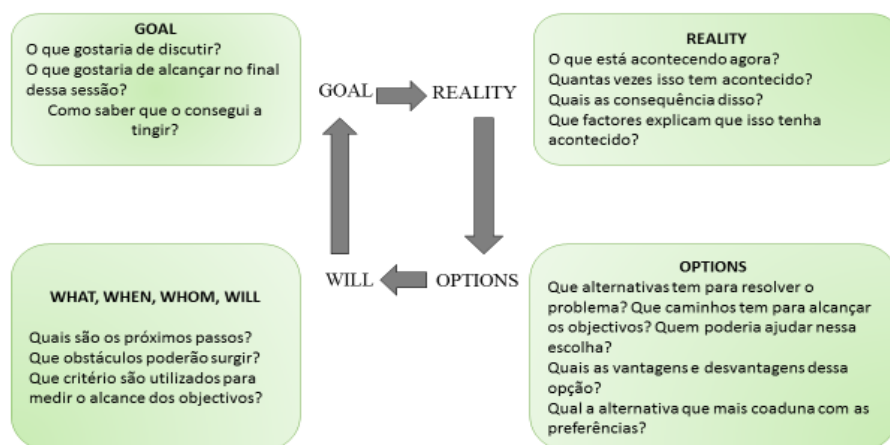 GOAL
O que gostaria de discutir?
O que gostaria de alcançar no final
dessa sessão?
Como saber que o consegui a
tingir?
REALITY
O que está acontecendo agora?
Quantas vezes isso tem acontecido?
Quais as consequência disso?
Que factores explicam que isso tenha
acontecido?
GOAL
REALITY
WILL
OPTIONS
WHAT, WHEN, WHOM, WILL
Quais são os próximos passos?
Que obstáculos poderão surgir?
Que critério são utilizados para
medir o alcance dos objectivos?
OPTIONS
Que alternativas tem para resolver o
problema? Que caminhos tem para alcançar
os objectivos? Quem poderia ajudar nessa
escolha?
Quais as vantagens e desvantagens dessa
opção?
Qual a alternativa que mais coaduna com as
preferências?